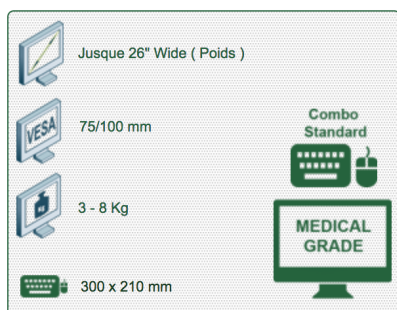 Jusque 26" Wide ( Poids )
VESA
75/100 mm
Combo
Standard
3 - 8 Kg
MEDICAL
GRADE
300 x 210 mm